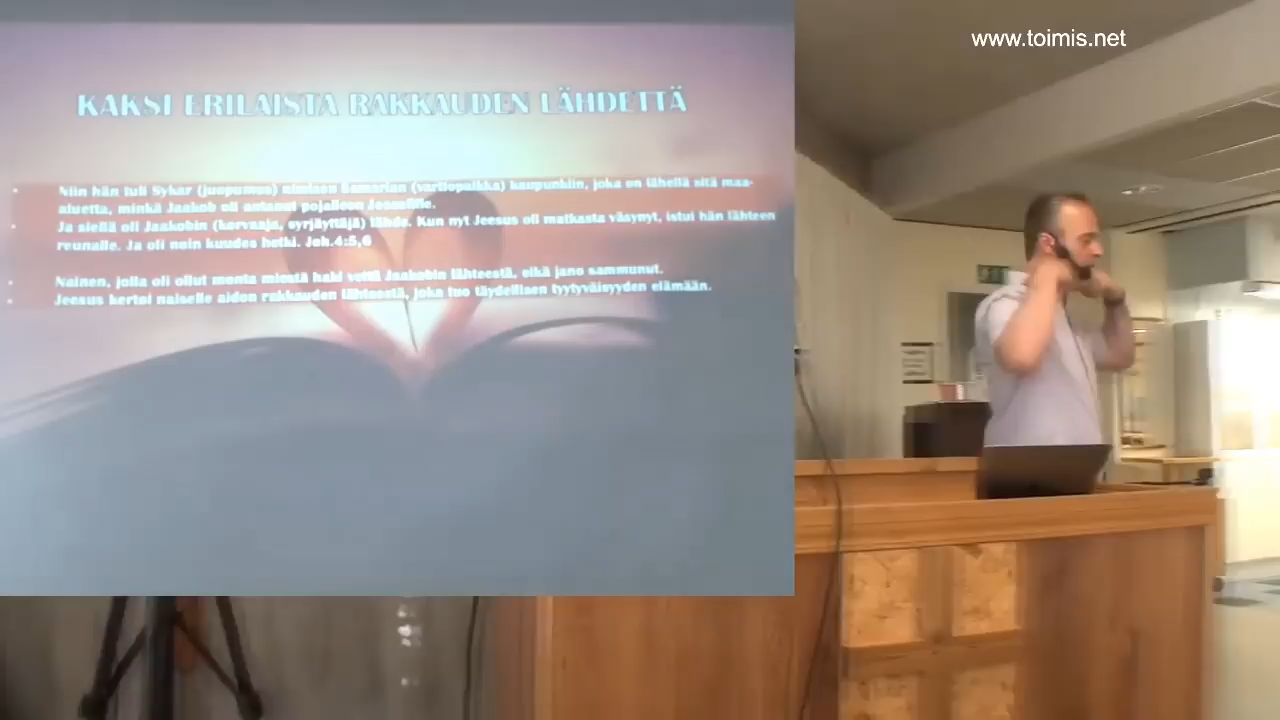 www.toimis.net
KAKSI ERILAISTA RAKKAUDEN LÄHDETTÄ
Niin hän tuli Sykar (juopumus) nimisen Samarian (vartiopaikka) kaupunkiin, joka on lähellä sitä maa-
aluetta, minkä Jaakob oli antanut pojalleen Joosefille.
Ja siellä oli Jaakobin (korvaaja, syrjäyttäjä) lähde. Kun nyt Jeesus oli matkasta väsynyt, istui hän lähteen
reunalle. Ja oli noin kuudes hetki. Joh.4:5,6
Nainen, jolla oli ollut monta miestä haki vettä Jaakobin lähteestä, eikä jano sammunut.
Jeesus kertoi naiselle aidon rakkauden lähteestä, joka tuo täydellisen tyytyväisyyden elämään.